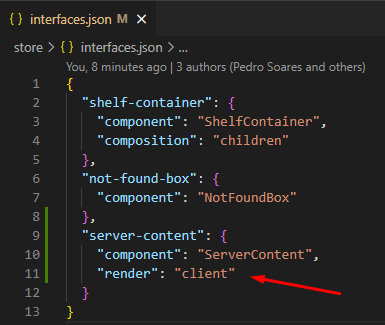 { } interfaces.json M ×
store > { } interfaces.json > ...
You, 8 minutes ago | 3 authors (Pedro Soares and others)
1 {
2 "shelf-container": {
3 "component": "ShelfContainer",
4 "composition": "children"
5 },
6 "not-found-box": {
7 "component": "NotFoundBox"
8 },
9 "server-content": {
10 "component": "ServerContent",
11 "render": "client"
12 }
13 }